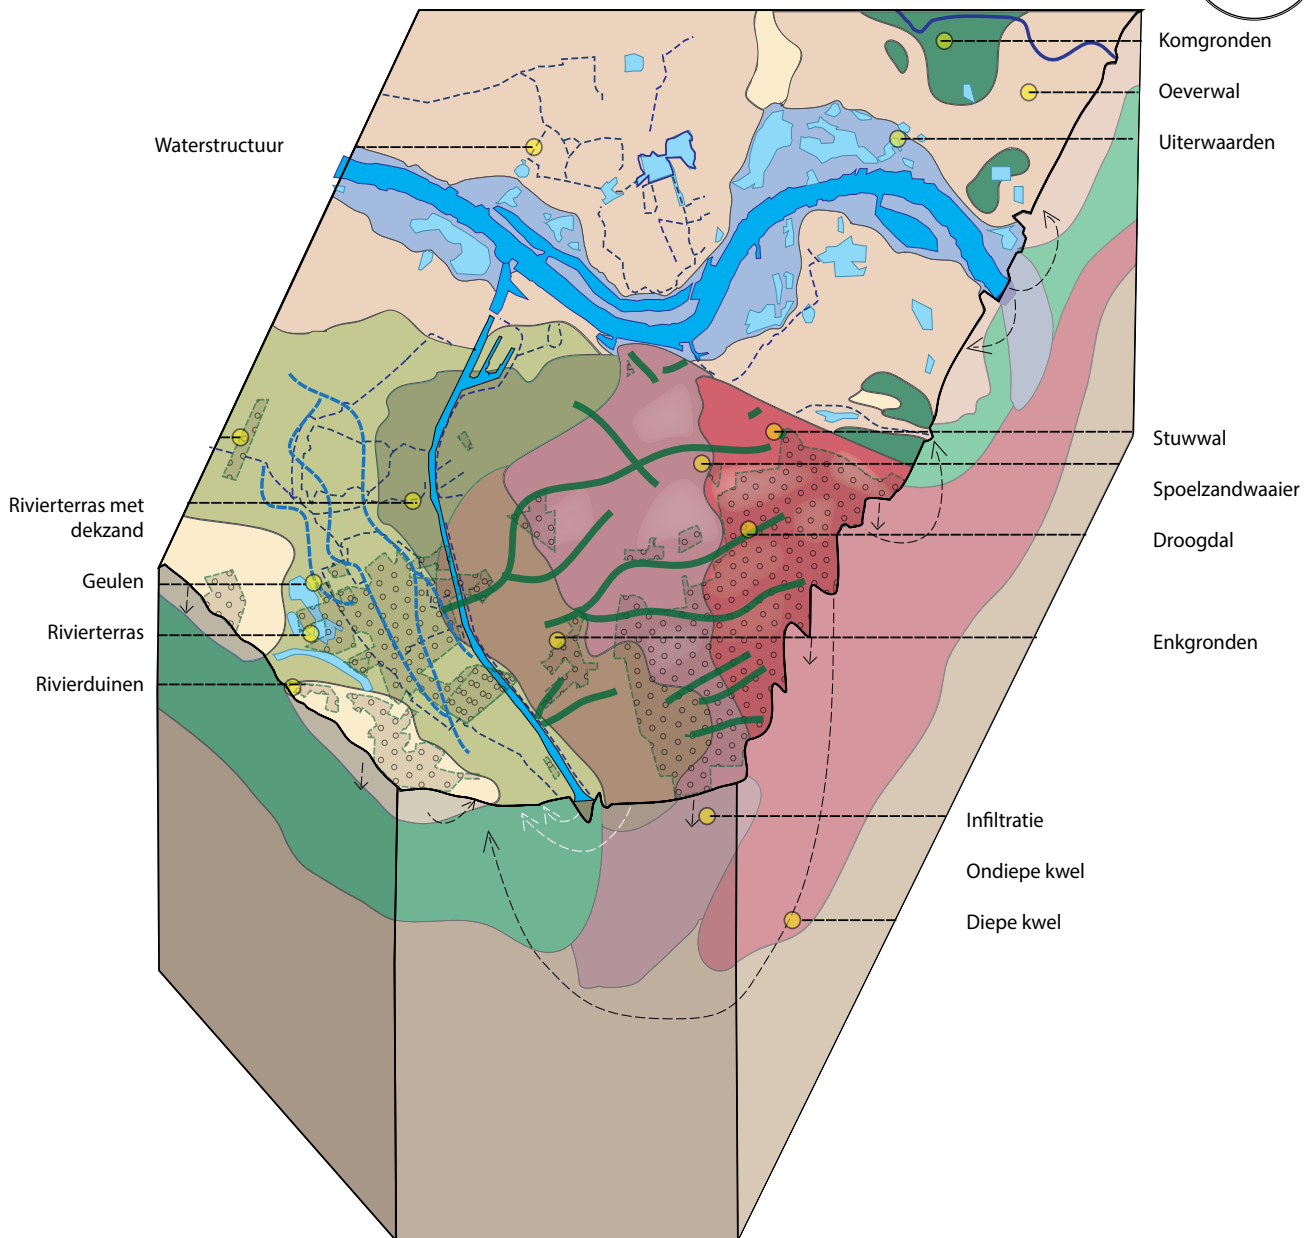 Komgronden
Oeverwal
Uiterwaarden
Waterstructuur
Stuwwal
Spoelzandwaaier
Droogdal
Enkgronden
Rivierterras met
dekzand
Geulen
Rivierterras
Rivierduinen
Infiltratie
Ondiepe kwel
Diepe kwel